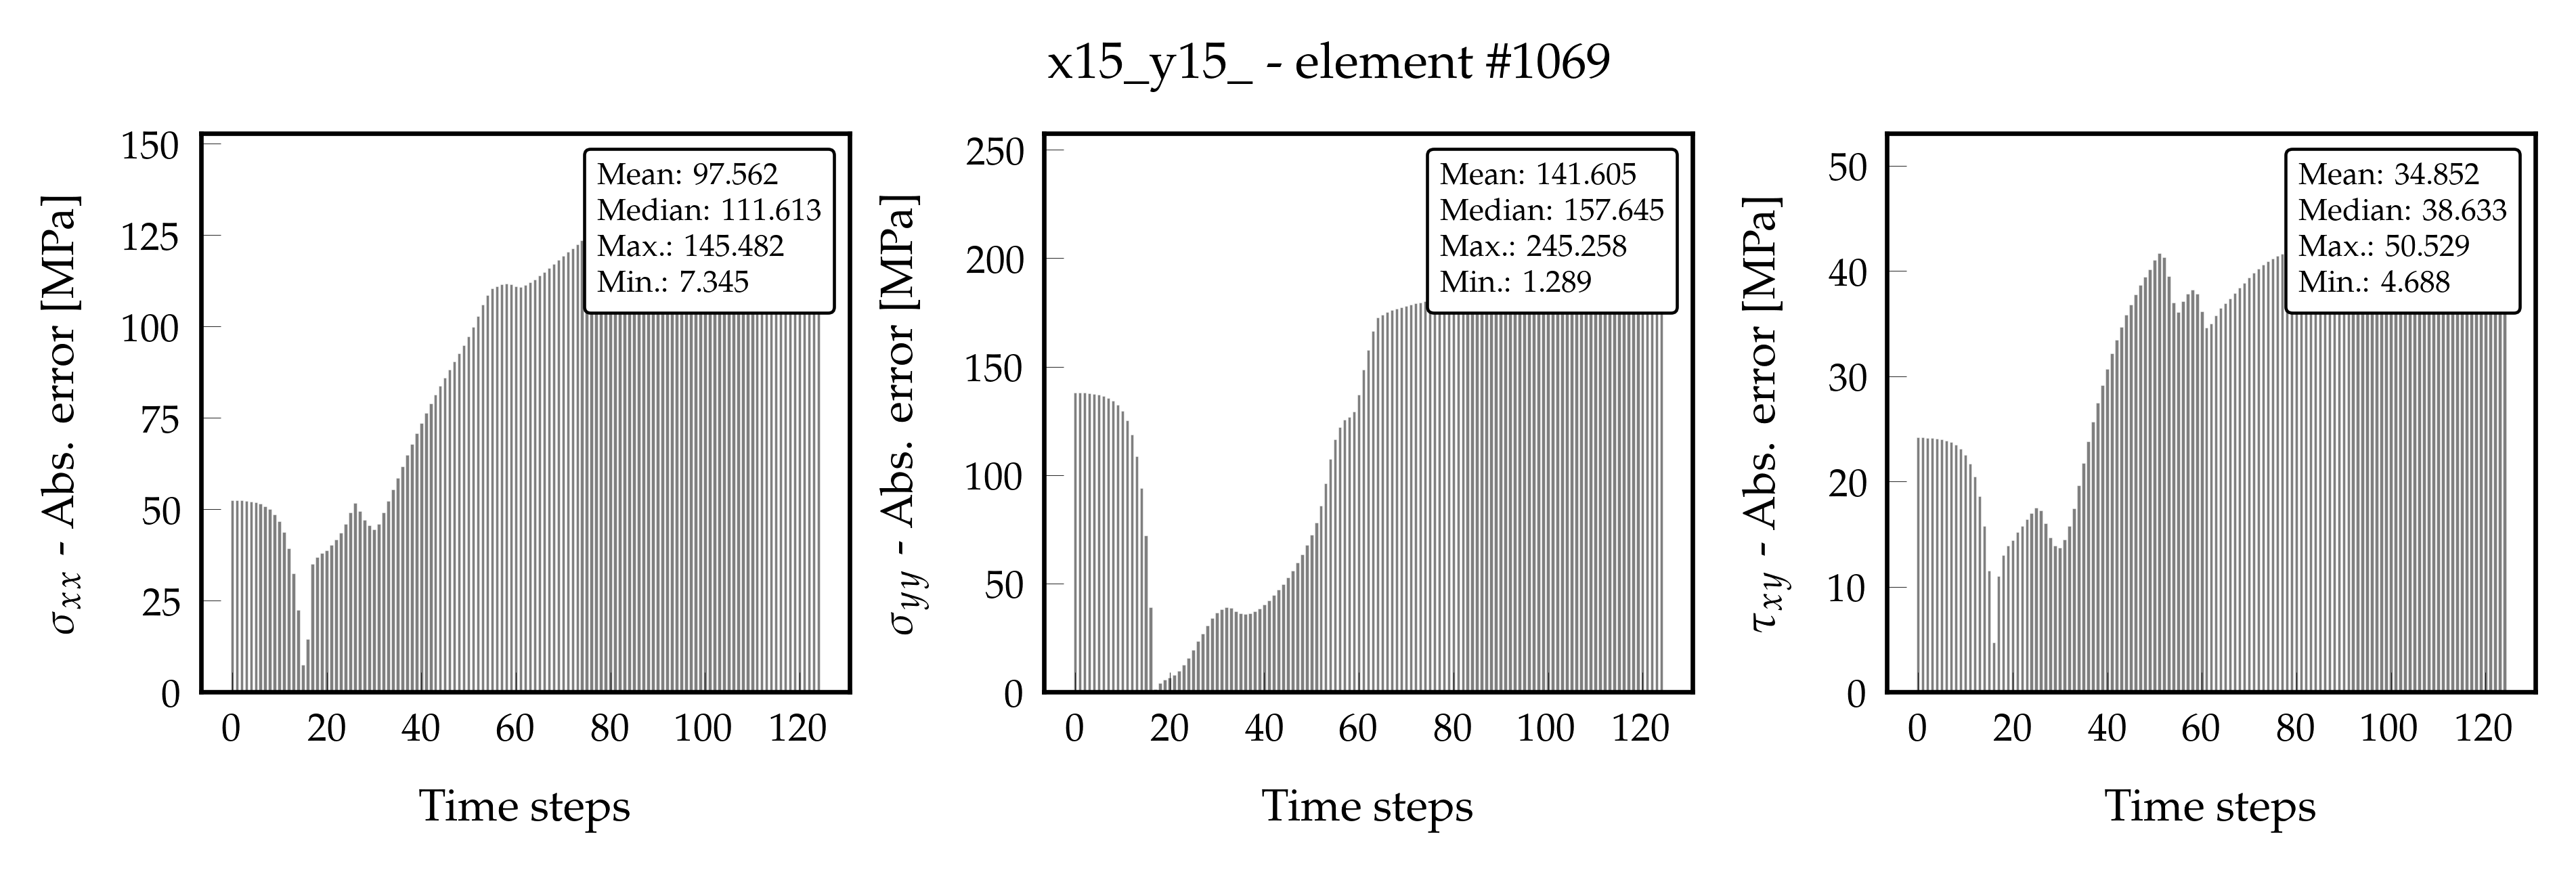 x15_y15_ - element #1069
σxx - Abs. error [MPa]
150
125
100
75
50
25
0
Mean: 97.562
Median: 111.613
Max.: 145.482
Min.: 7.345
0 20 40 60 80 100 120
Time steps
σyy - Abs. error [MPa]
250
200
150
100
50
0
Mean: 141.605
Median: 157.645
Max.: 245.258
Min.: 1.289
0 20 40 60 80 100 120
Time steps
τxy - Abs. error [MPa]
50
40
30
20
10
0
Mean: 34.852
Median: 38.633
Max.: 50.529
Min.: 4.688
0 20 40 60 80 100 120
Time steps